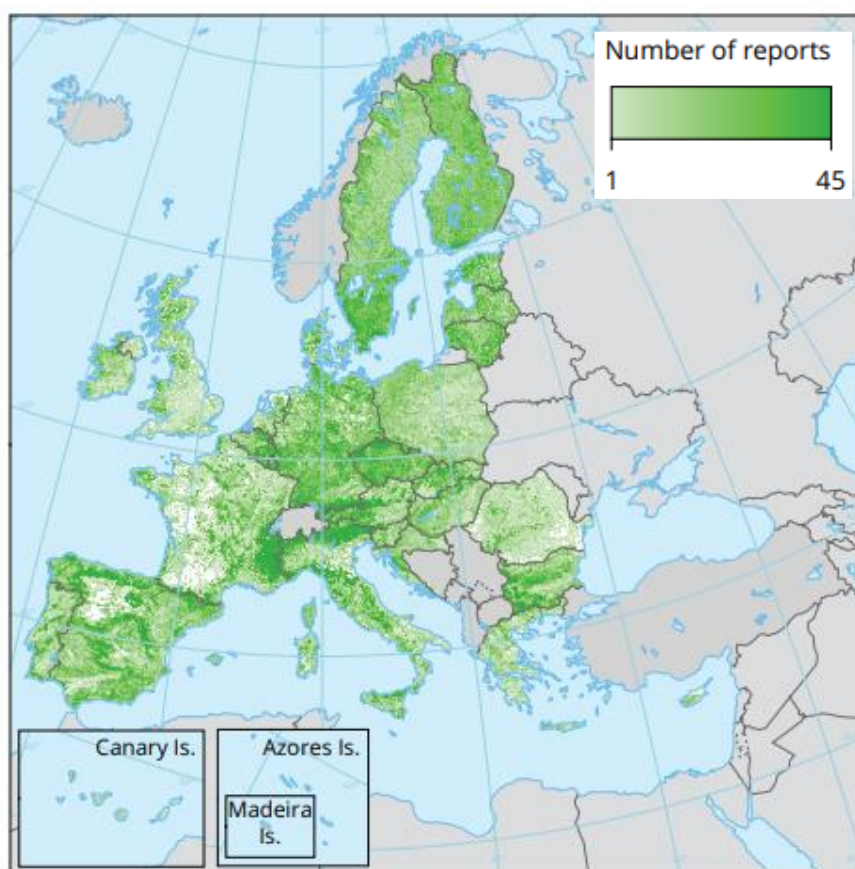 Number of reports
1
45
Canary Is.
Azores Is.
Madeira
Is.